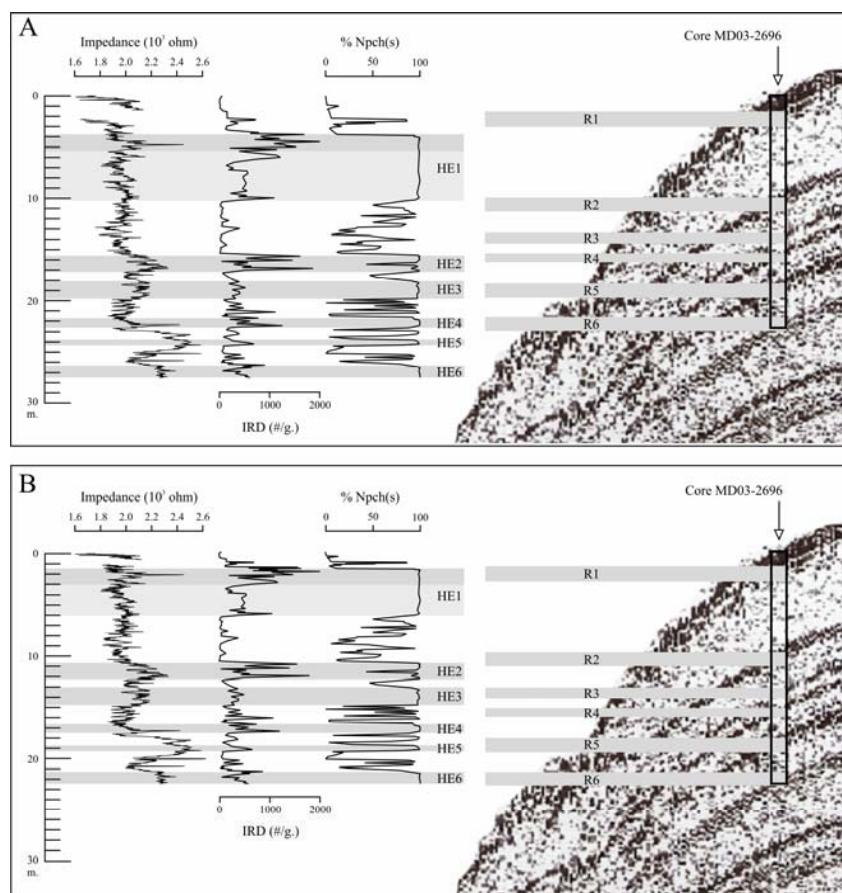 A
Core MD03-2696
Impedance (10³ ohm)
% Npch(s)
1.6 1.8 2.0 2.2 2.4 2.6
0 50 100
0
R1
HE1
10
R2
R3
R4
HE2
HE3
R5
20
HE4
R6
HE5
HE6
30
m.
0 1000 2000
IRD (#/g.)
B
Core MD03-2696
Impedance (10³ ohm)
% Npch(s)
1.6 1.8 2.0 2.2 2.4 2.6
0 50 100
0
R1
HE1
10
R2
HE2
R3
HE3
R4
HE4
R5
HE5
20
R6
HE6
0 1000 2000
IRD (#/g.)
30
m.